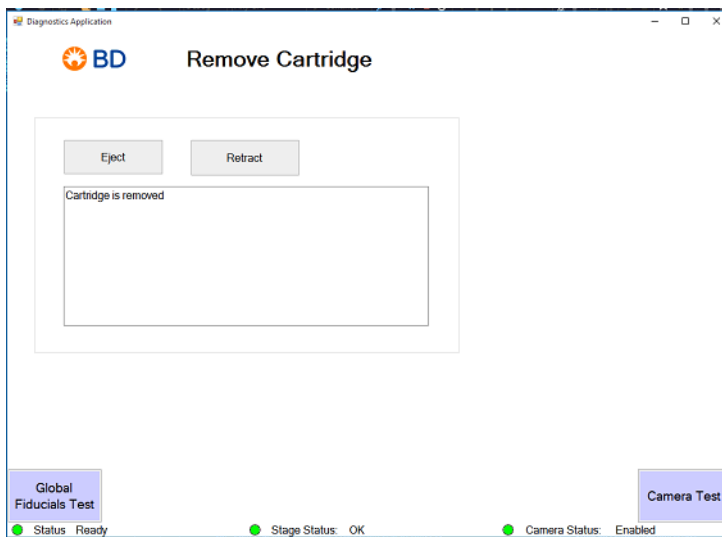 Diagnostics Application
BD
Remove Cartridge
Eject
Retract
Cartridge is removed
Global
Fiducials Test
Camera Test
Status Ready
Stage Status: OK
Camera Status: Enabled